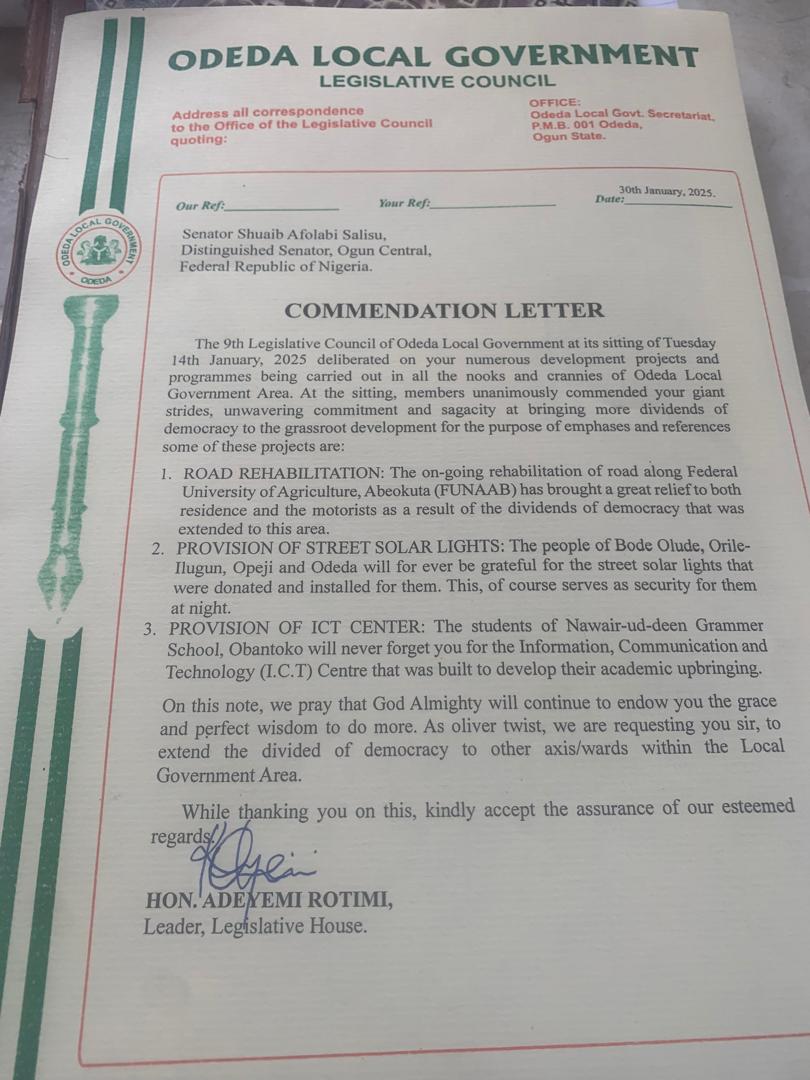 ODEDA LOCAL GOVERNMENT
LEGISLATIVE COUNCIL
Address all correspondence
to the Office of the Legislative Council
quoting:
OFFICE:
Odeda Local Govt. Secretariat,
P.M.B. 001 Odeda,
Ogun State.
Our Ref: Your Ref: Date: 30th January, 2025.
ODEDA LOCAL GOVERNMENT
ODEDA
Senator Shuaib Afolabi Salisu,
Distinguished Senator, Ogun Central,
Federal Republic of Nigeria.
COMMENDATION LETTER
The 9th Legislative Council of Odeda Local Government at its sitting of Tuesday
14th January, 2025 deliberated on your numerous development projects and
programmes being carried out in all the nooks and crannies of Odeda Local
Government Area. At the sitting, members unanimously commended your giant
strides, unwavering commitment and sagacity at bringing more dividends of
democracy to the grassroot development for the purpose of emphases and references
some of these projects are:
1. ROAD REHABILITATION: The on-going rehabilitation of road along Federal
University of Agriculture, Abeokuta (FUNAAB) has brought a great relief to both
residence and the motorists as a result of the dividends of democracy that was
extended to this area.
2. PROVISION OF STREET SOLAR LIGHTS: The people of Bode Olude, Orile-
Ilugun, Opeji and Odeda will for ever be grateful for the street solar lights that
were donated and installed for them. This, of course serves as security for them
at night.
3. PROVISION OF ICT CENTER: The students of Nawair-ud-deen Grammer
School, Obantoko will never forget you for the Information, Communication and
Technology (I.C.T) Centre that was built to develop their academic upbringing.
On this note, we pray that God Almighty will continue to endow you the grace
and perfect wisdom to do more. As oliver twist, we are requesting you sir, to
extend the divided of democracy to other axis/wards within the Local
Government Area.
While thanking you on this, kindly accept the assurance of our esteemed
regards.
HON. ADEYEMI ROTIMI,
Leader, Legislative House.